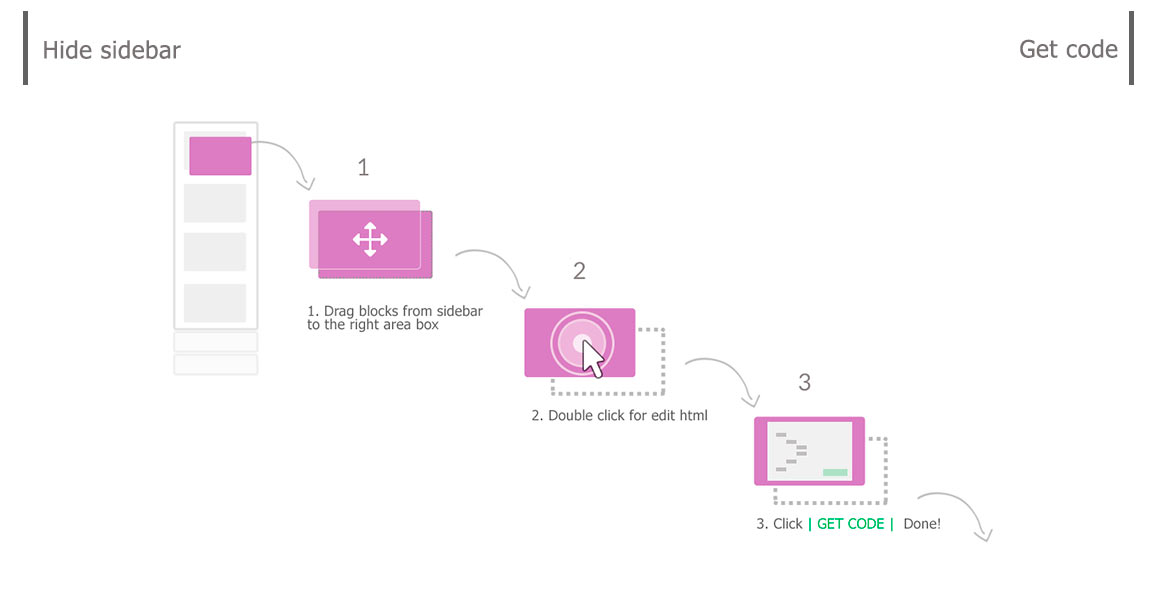 Hide sidebar
Get code
1
1. Drag blocks from sidebar
to the right area box
2
2. Double click for edit html
3
3. Click | GET CODE | Done!